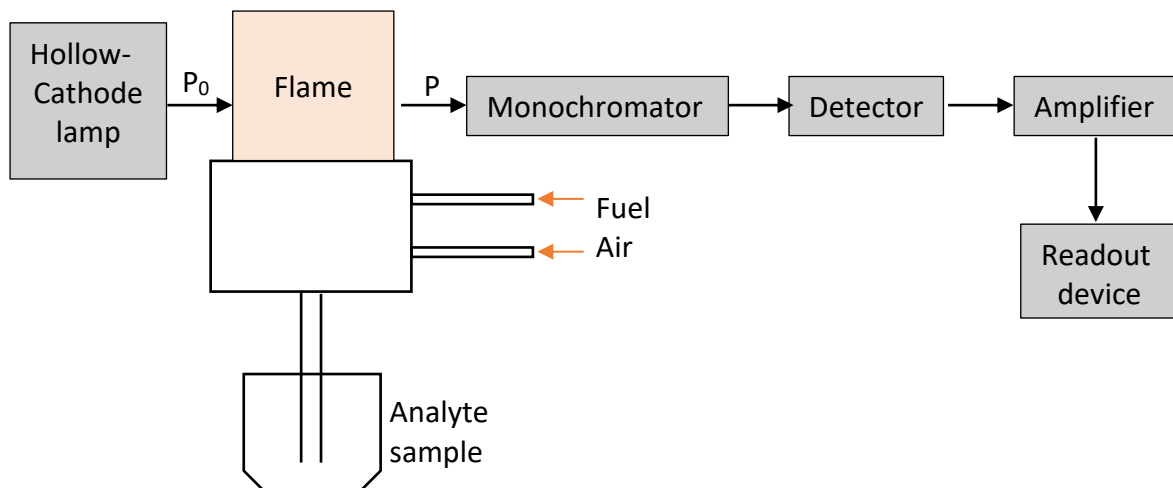 Hollow-
Cathode
lamp
P₀
Flame
P
Monochromator
Detector
Amplifier
Fuel
Air
Readout
device
Analyte
sample